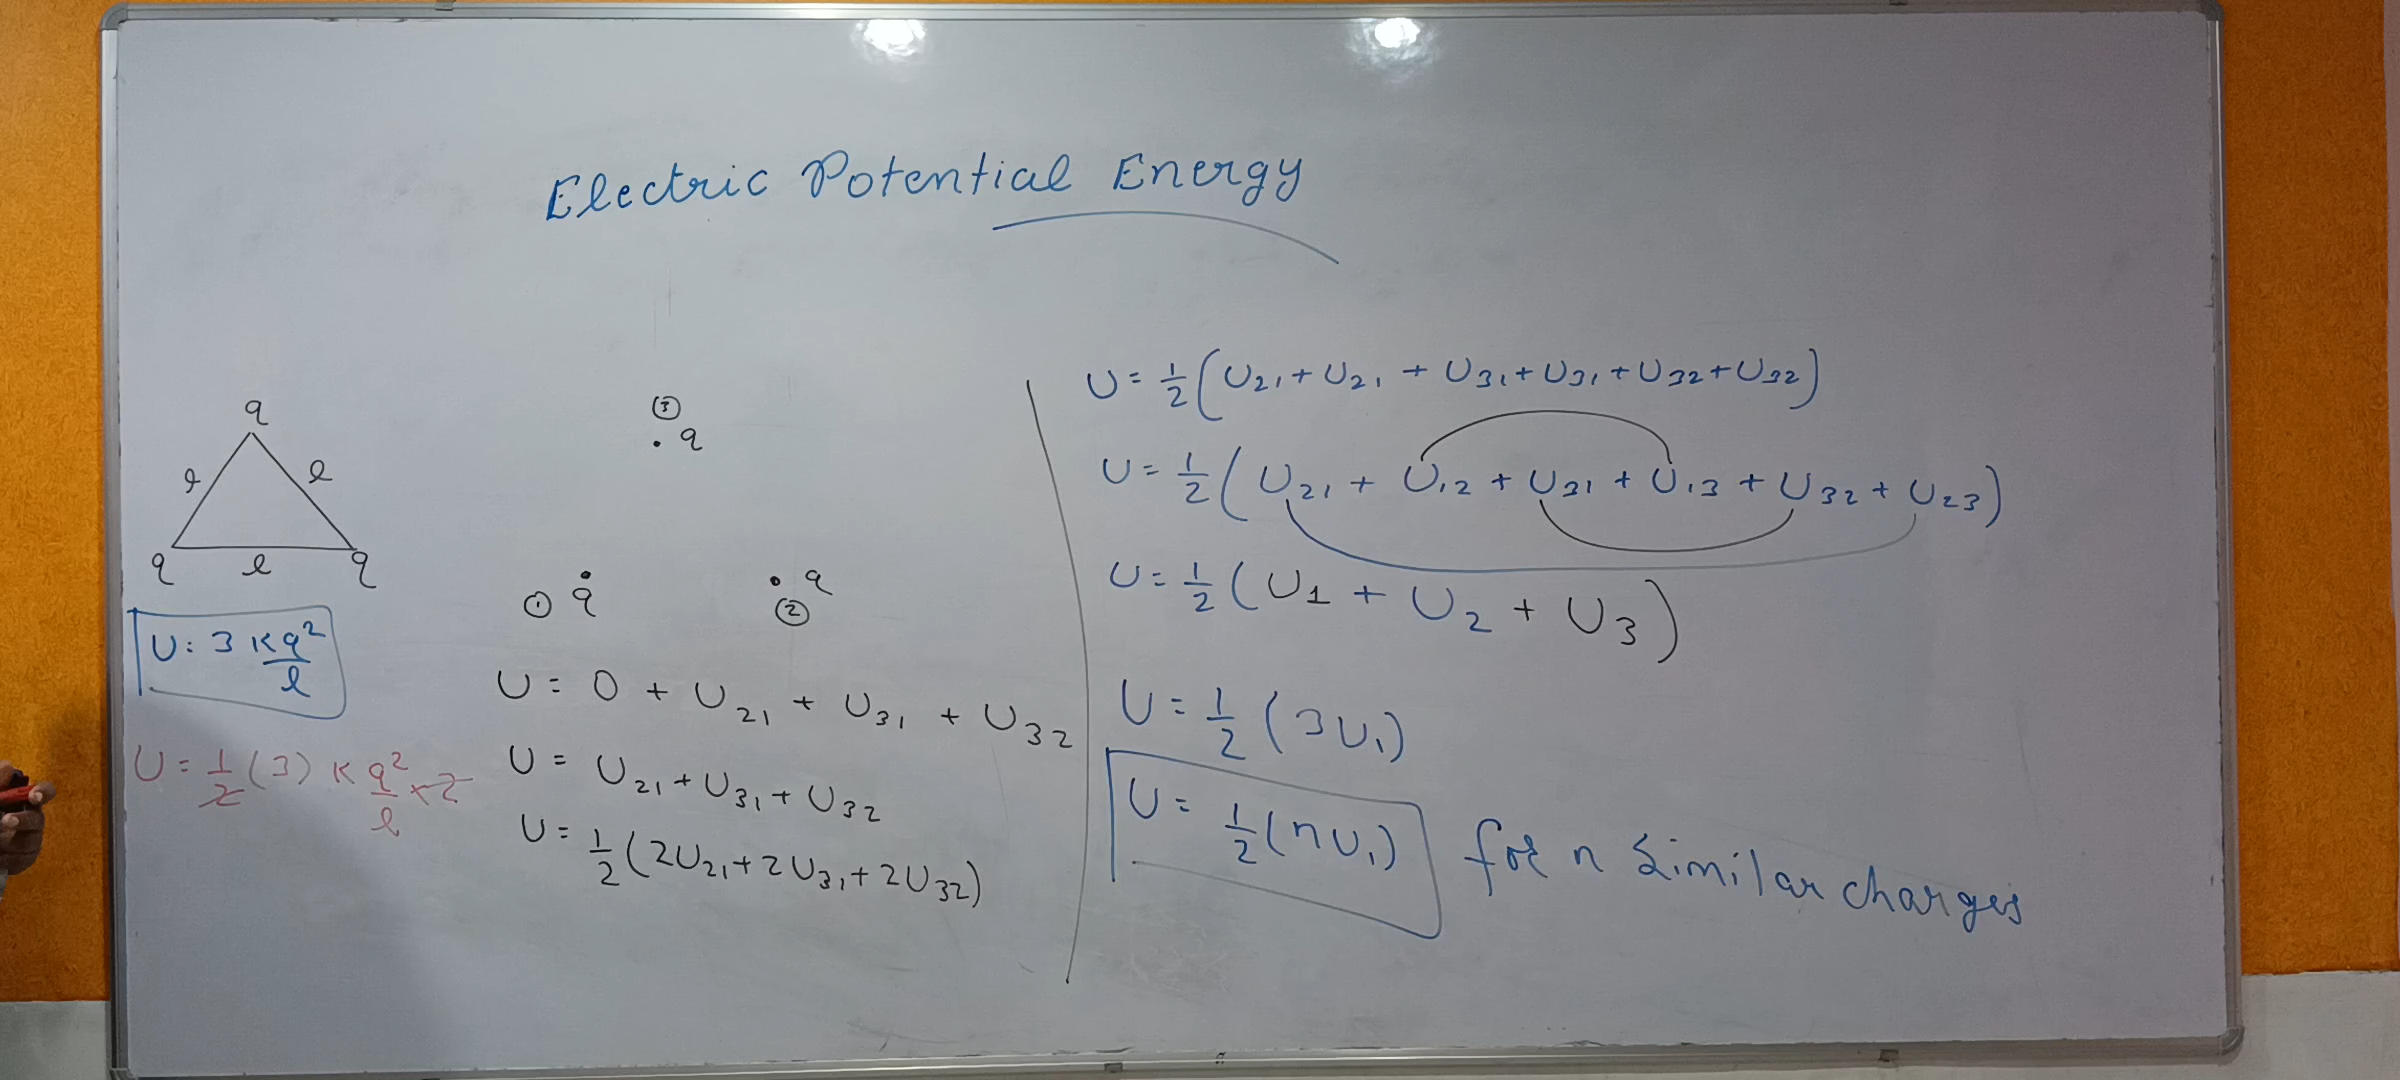 Electric Potential Energy
q
l l
q l q
U = 3 Kq²/l
U = 1/2 (3) K q²/l × 2
③
. q
① q
. q
②
U = 0 + U₂₁ + U₃₁ + U₃₂
U = U₂₁ + U₃₁ + U₃₂
U = 1/2 (2U₂₁ + 2U₃₁ + 2U₃₂)
U = 1/2 (U₂₁ + U₂₁ + U₃₁ + U₃₁ + U₃₂ + U₃₂)
U = 1/2 (U₂₁ + U₁₂ + U₃₁ + U₁₃ + U₃₂ + U₂₃)
U = 1/2 (U₁ + U₂ + U₃)
U = 1/2 (3U₁)
U = 1/2 (nU₁) for n similar charges